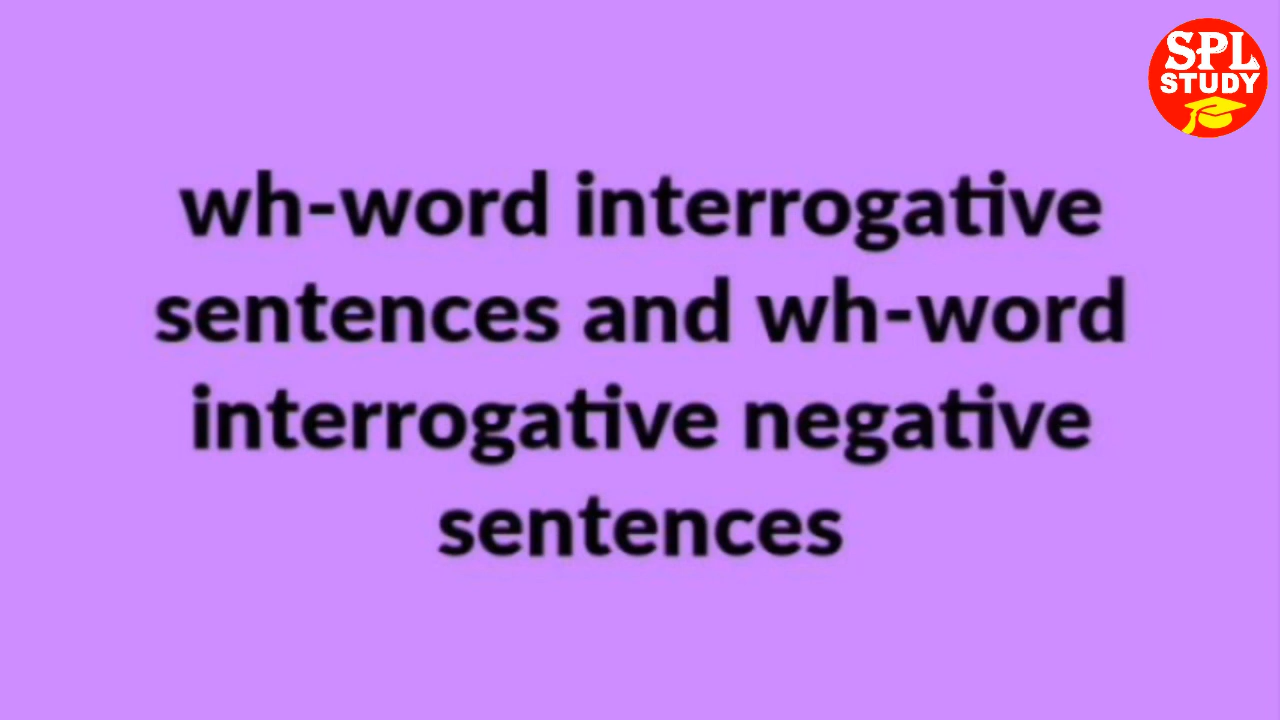 SPL
STUDY
wh-word interrogative
sentences and wh-word
interrogative negative
sentences